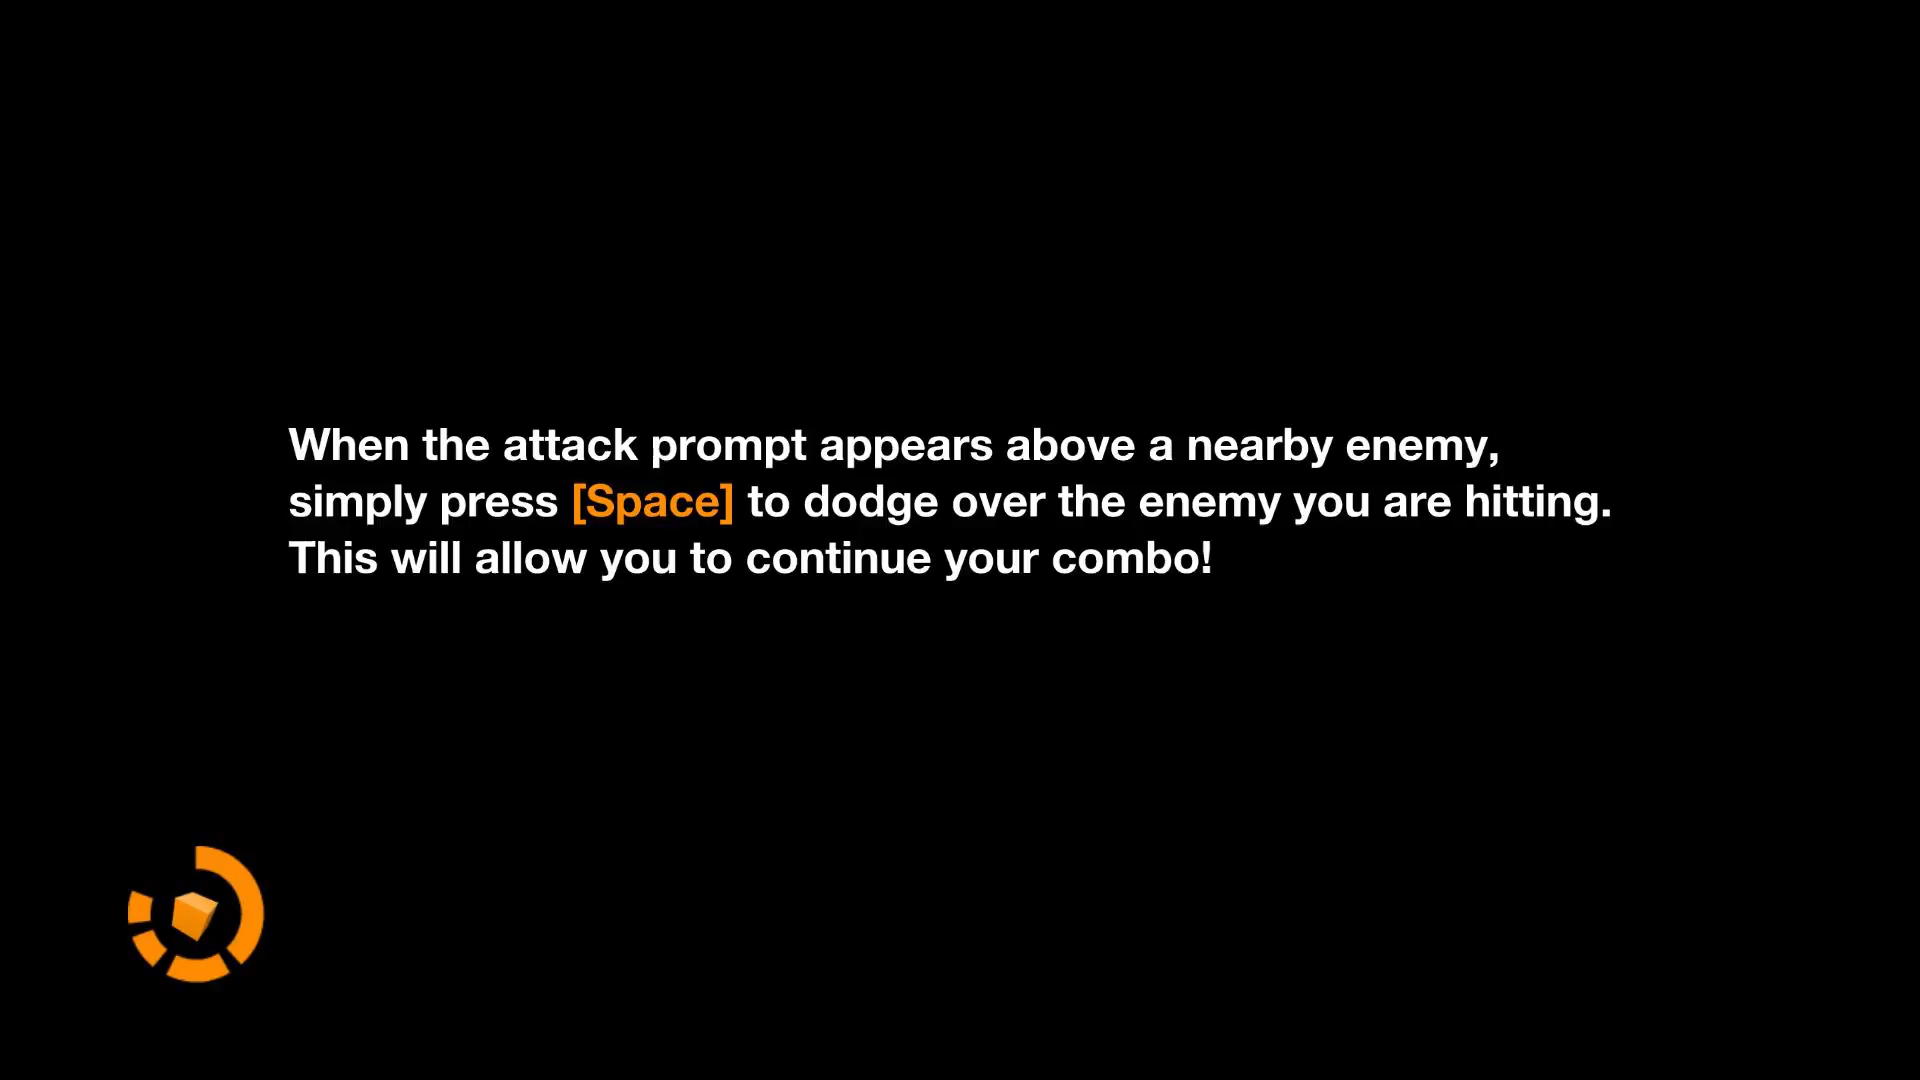 When the attack prompt appears above a nearby enemy,
simply press [Space] to dodge over the enemy you are hitting.
This will allow you to continue your combo!